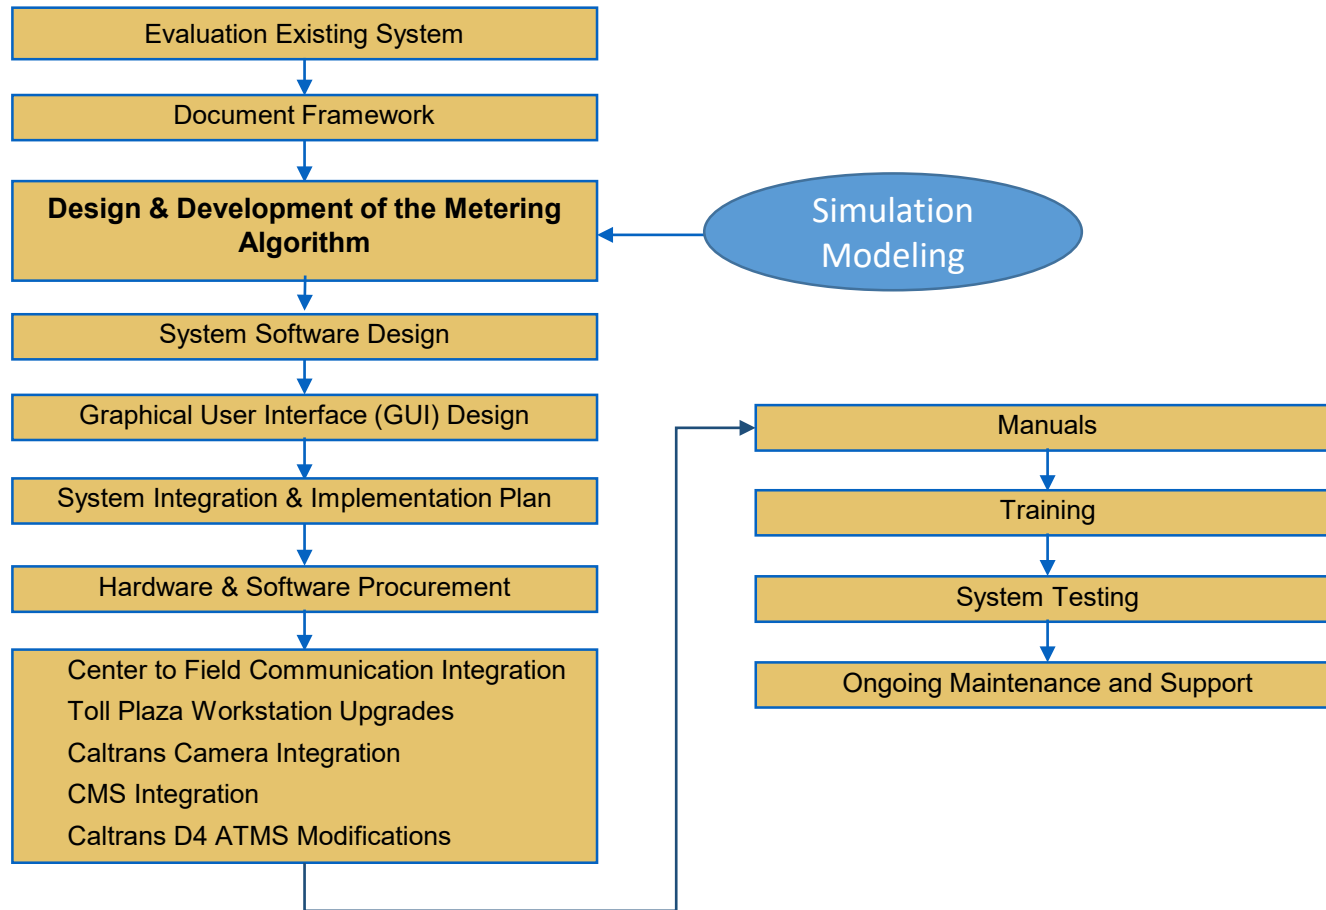 Evaluation Existing System
Document Framework
Design & Development of the Metering
Algorithm
Simulation
Modeling
System Software Design
Graphical User Interface (GUI) Design
System Integration & Implementation Plan
Hardware & Software Procurement
Center to Field Communication Integration
Toll Plaza Workstation Upgrades
Caltrans Camera Integration
CMS Integration
Caltrans D4 ATMS Modifications
Manuals
Training
System Testing
Ongoing Maintenance and Support